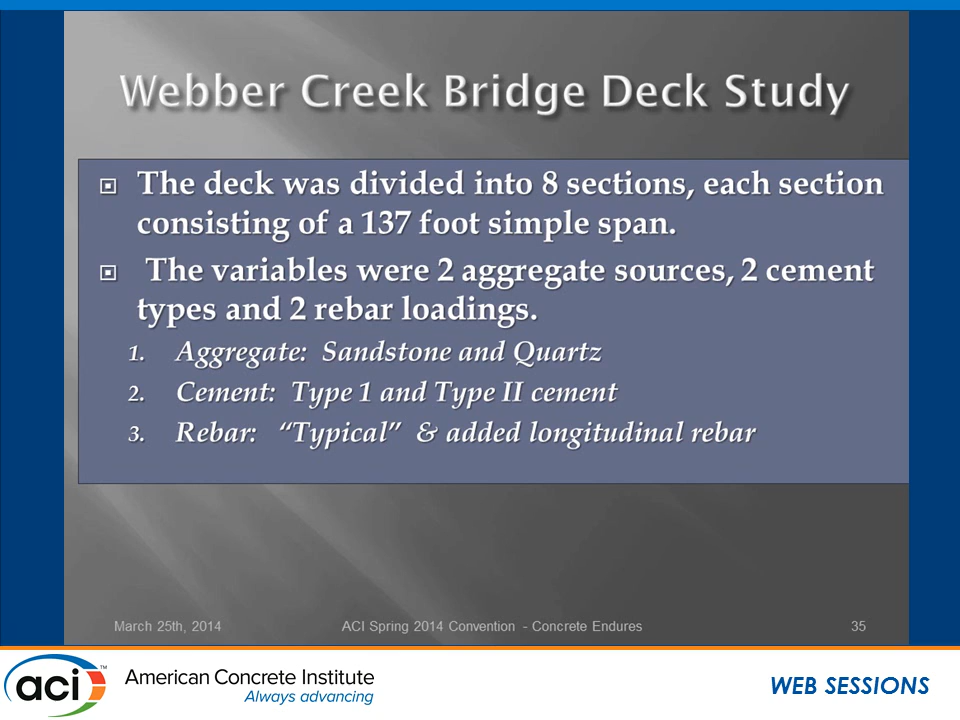 Webber Creek Bridge Deck Study
The deck was divided into 8 sections, each section
consisting of a 137 foot simple span.
The variables were 2 aggregate sources, 2 cement
types and 2 rebar loadings.
1. Aggregate: Sandstone and Quartz
2. Cement: Type 1 and Type II cement
3. Rebar: “Typical” & added longitudinal rebar
March 25th, 2014 ACI Spring 2014 Convention - Concrete Endures 35
aci™ American Concrete Institute
Always advancing
WEB SESSIONS